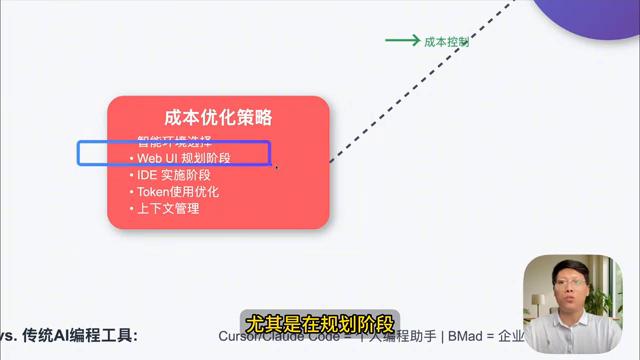 成本控制
成本优化策略
智能环境选择
• Web UI 规划阶段
• IDE 实施阶段
• Token使用优化
• 上下文管理
尤其是在规划阶段
vs. 传统AI编程工具:
Cursor/Claude Code = 个人编程助手 | BMad = 企业